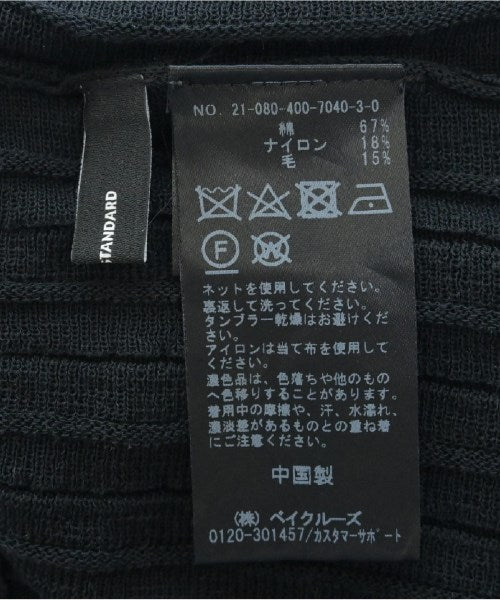 STANDARD
NO. 21-080-400-7040-3-0
綿 67%
ナイロン 18%
毛 15%
F
W
ネットを使用してください。
裏返して洗ってください。
タンブラー乾燥はお避けくだ
さい。
アイロンは当て布を使用して
ください。
濃色品は、色落ちや他のもの
へ色移りすることがあります。
着用中の摩擦や、汗、水濡れ、
濃淡差があるものとの重ね着
にご注意ください。
中国製
(株) ベイクルーズ
0120-301457/カスタマーサポート